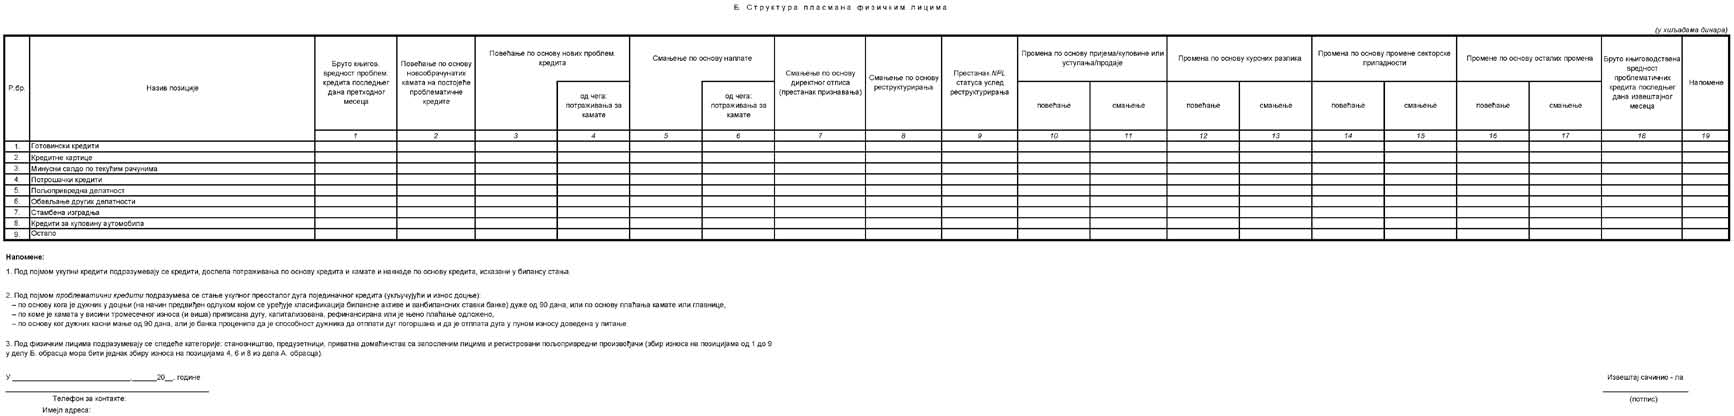 Б. Структура пласмана физичким лицима
(у хиљадама динара)
Р.бр.
Назив позиције
Бруто књигов.
вредност проблем.
кредита последњег
дана претходног
месеца
Повећање по основу
новообрачунатих
камата на постојеће
проблематичне
кредите
Повећање по основу нових проблем.
кредита
од чега:
потраживања за
камате
Смањење по основу наплате
од чега:
потраживања за
камате
Смањење по основу
директног отписа
(престанак признавања)
Смањење по основу
реструктурирања
Престанак NPL
статуса услед
реструктурирања
Промена по основу пријема/куповине или
уступања/продаје
повећање
смањење
Промена по основу курсних разлика
повећање
смањење
Промена по основу промене секторске
припадности
повећање
смањење
Промене по основу осталих промена
повећање
смањење
Бруто књиговодствена
вредност
проблематичних
кредита последњег
дана извештајног
месеца
Напомене
1 2 3 4 5 6 7 8 9 10 11 12 13 14 15 16 17 18 19
1. Готовински кредити
2. Кредитне картице
3. Минусни салдо по текућим рачунима
4. Потрошачки кредити
5. Пољопривредна делатност
6. Обављање других делатности
7. Стамбена изградња
8. Кредити за куповину аутомобила
9. Остало
Напомене:
1. Под појмом укупни кредити подразумевају се кредити, доспела потраживања по основу кредита и камате и накнаде по основу кредита, исказани у билансу стања.
2. Под појмом проблематични кредити подразумева се стање укупног преосталог дуга појединачног кредита (укључујући и износ доцње):
– по основу кога је дужник у доцњи (на начин предвиђен одлуком којом се уређује класификација билансне активе и ванбилансних ставки банке) дуже од 90 дана, или по основу плаћања камате или главнице,
– по коме је камата у висини тромесечног износа (и виша) приписана дугу, капитализована, рефинансирана или је њено плаћање одложено,
– по основу ког дужник касни мање од 90 дана, али је банка проценила да је способност дужника да отплати дуг погоршана и да је отплата дуга у пуном износу доведена у питање.
3. Под физичким лицима подразумевају се следеће категорије: становништво, предузетници, приватна домаћинства са запосленим лицима и регистровани пољопривредни произвођачи (збир износа на позицијама од 1 до 9
у делу Б. обрасца мора бити једнак збиру износа на позицијама 4, 6 и 8 из дела А. обрасца).
У ____________________________,______20__. године
Извештај сачинио - ла
Телефон за контакте:
(потпис)
Имејл адреса: